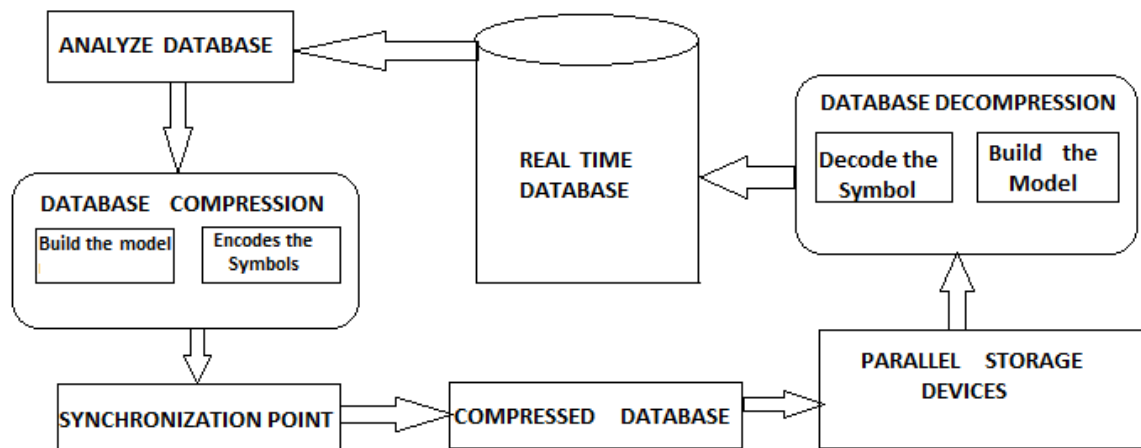 ANALYZE DATABASE
DATABASE COMPRESSION
Build the model
Encodes the
Symbols
SYNCHRONIZATION POINT
COMPRESSED DATABASE
PARALLEL STORAGE
DEVICES
DATABASE DECOMPRESSION
Decode the
Symbol
Build the
Model
REAL TIME
DATABASE